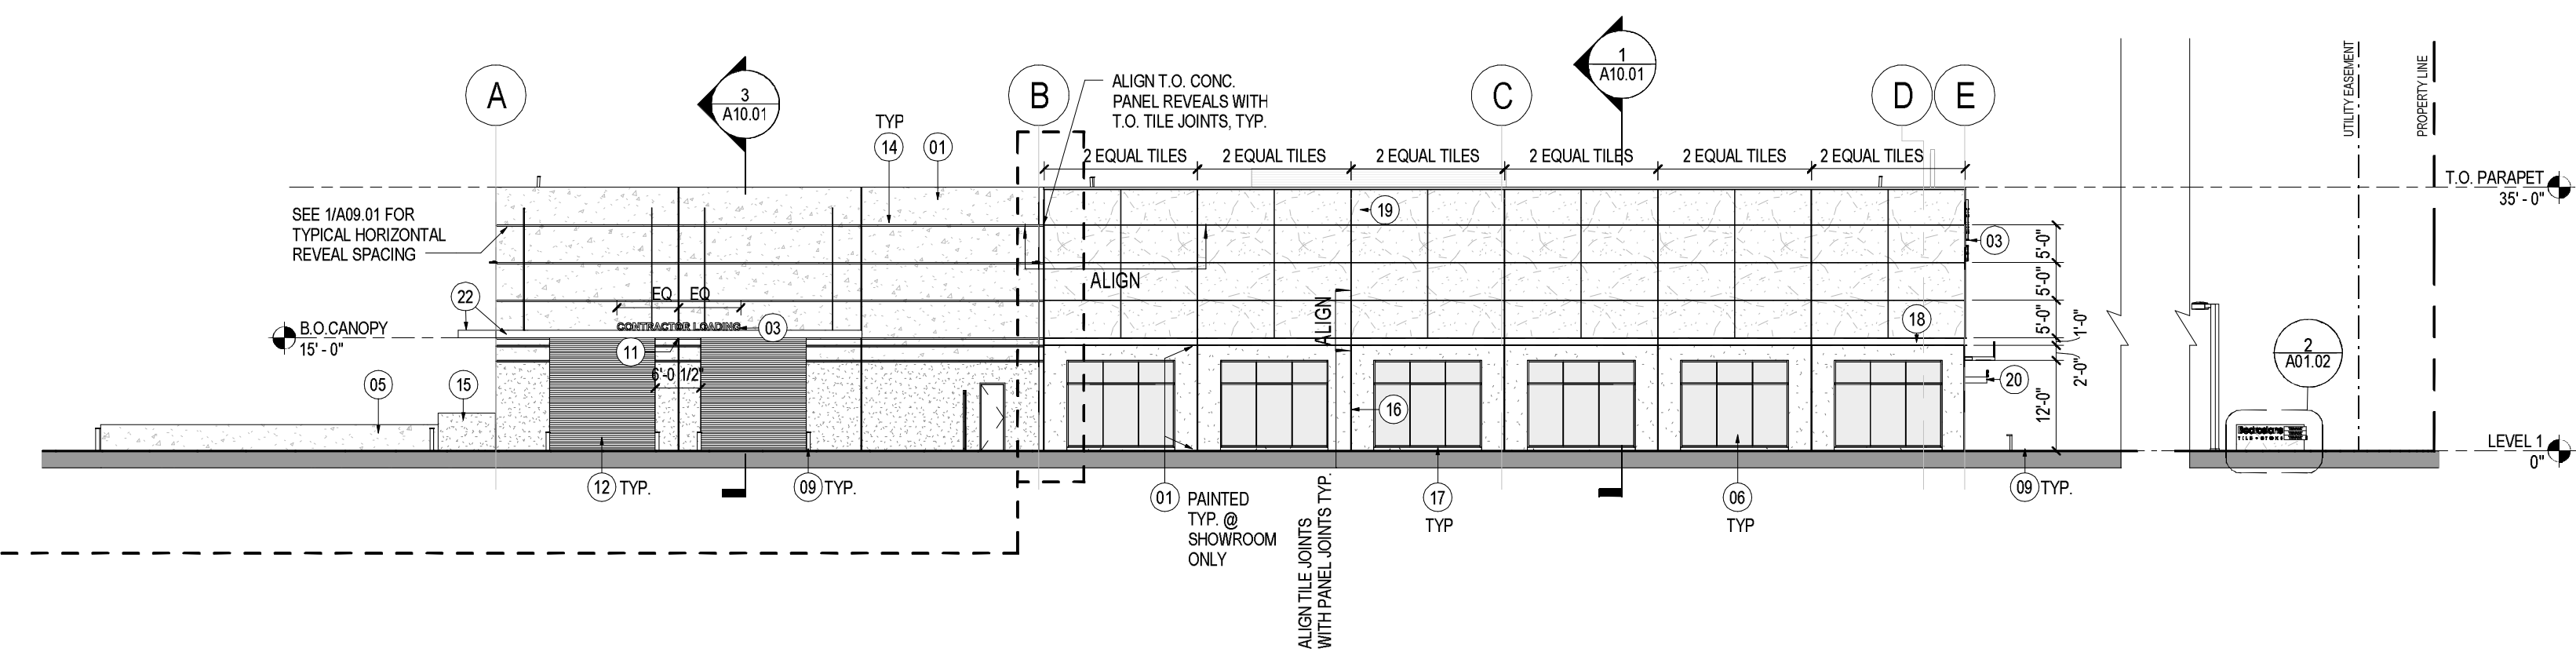 A
B
C
D
E
3
A10.01
1
A10.01
ALIGN T.O. CONC.
PANEL REVEALS WITH
T.O. TILE JOINTS, TYP.
UTILITY EASEMENT
PROPERTY LINE
TYP
14
01
2 EQUAL TILES
2 EQUAL TILES
2 EQUAL TILES
2 EQUAL TILES
2 EQUAL TILES
2 EQUAL TILES
T.O. PARAPET
35' - 0"
SEE 1/A09.01 FOR
TYPICAL HORIZONTAL
REVEAL SPACING
19
03
5'-0"
5'-0"
5'-0"
1'-0"
2'-0"
12'-0"
ALIGN
ALIGN
22
EQ
EQ
CONTRACTOR LOADING
03
18
B.O.CANOPY
15' - 0"
11
6'-0 1/2"
05
15
16
20
2
A01.02
Bedrosians
TILE + STONE
LEVEL 1
0"
12 TYP.
09 TYP.
01
PAINTED
TYP. @
SHOWROOM
ONLY
ALIGN TILE JOINTS
WITH PANEL JOINTS TYP.
17
TYP
06
TYP
09 TYP.